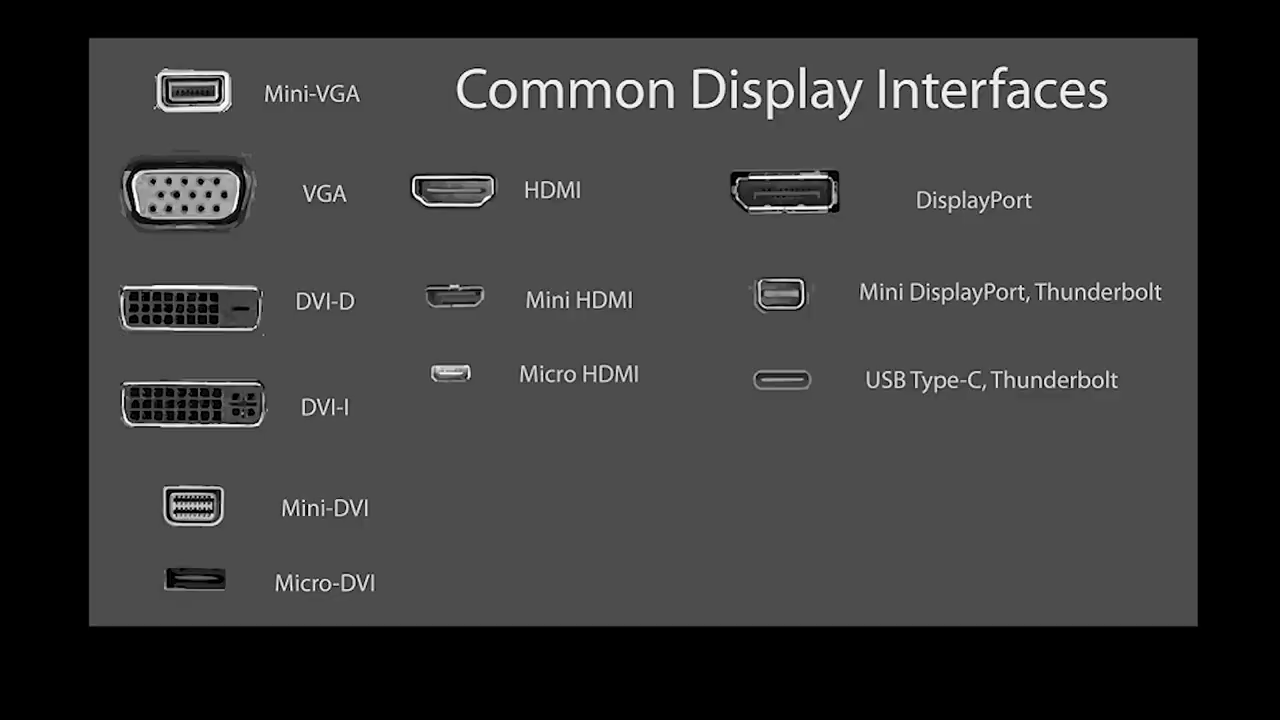 Common Display Interfaces
Mini-VGA
VGA
DVI-D
DVI-I
Mini-DVI
Micro-DVI
HDMI
Mini HDMI
Micro HDMI
DisplayPort
Mini DisplayPort, Thunderbolt
USB Type-C, Thunderbolt